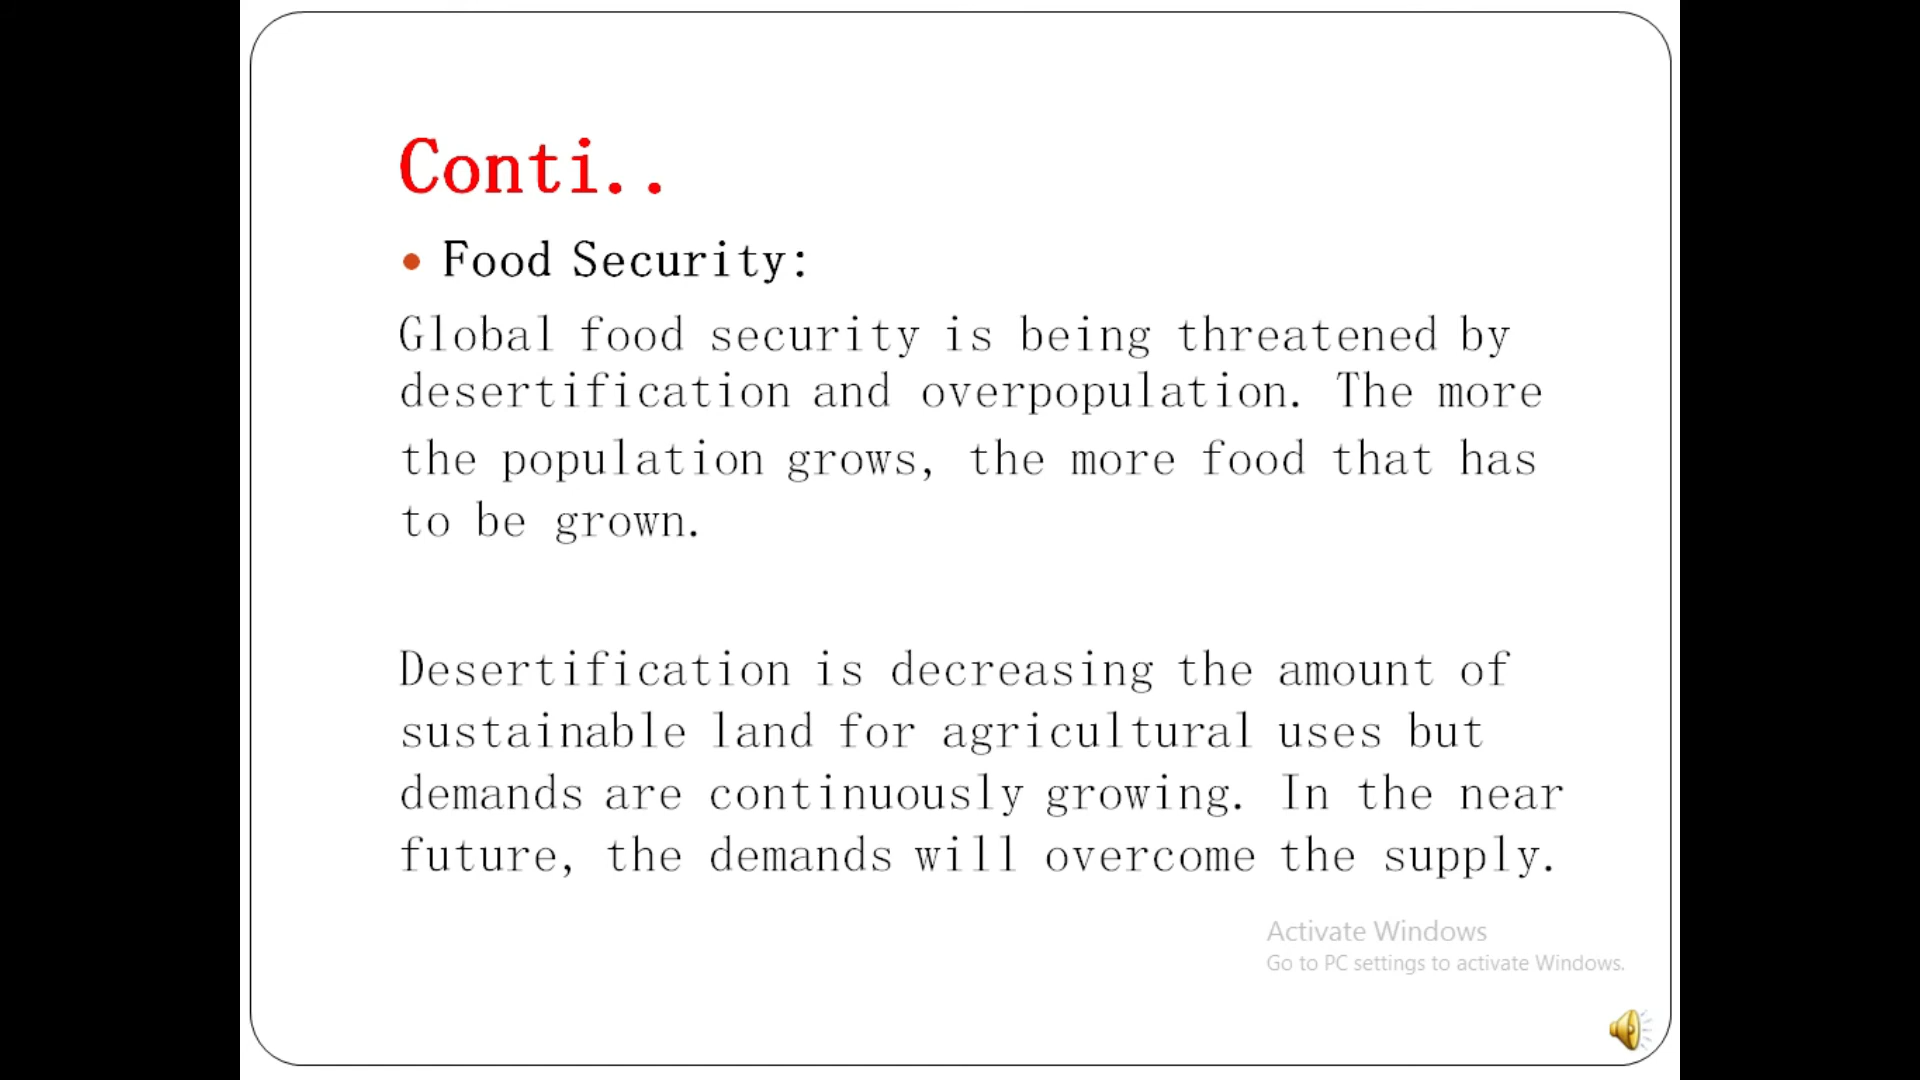 Conti..
• Food Security:
Global food security is being threatened by
desertification and overpopulation. The more
the population grows, the more food that has
to be grown.
Desertification is decreasing the amount of
sustainable land for agricultural uses but
demands are continuously growing. In the near
future, the demands will overcome the supply.
Activate Windows
Go to PC settings to activate Windows.